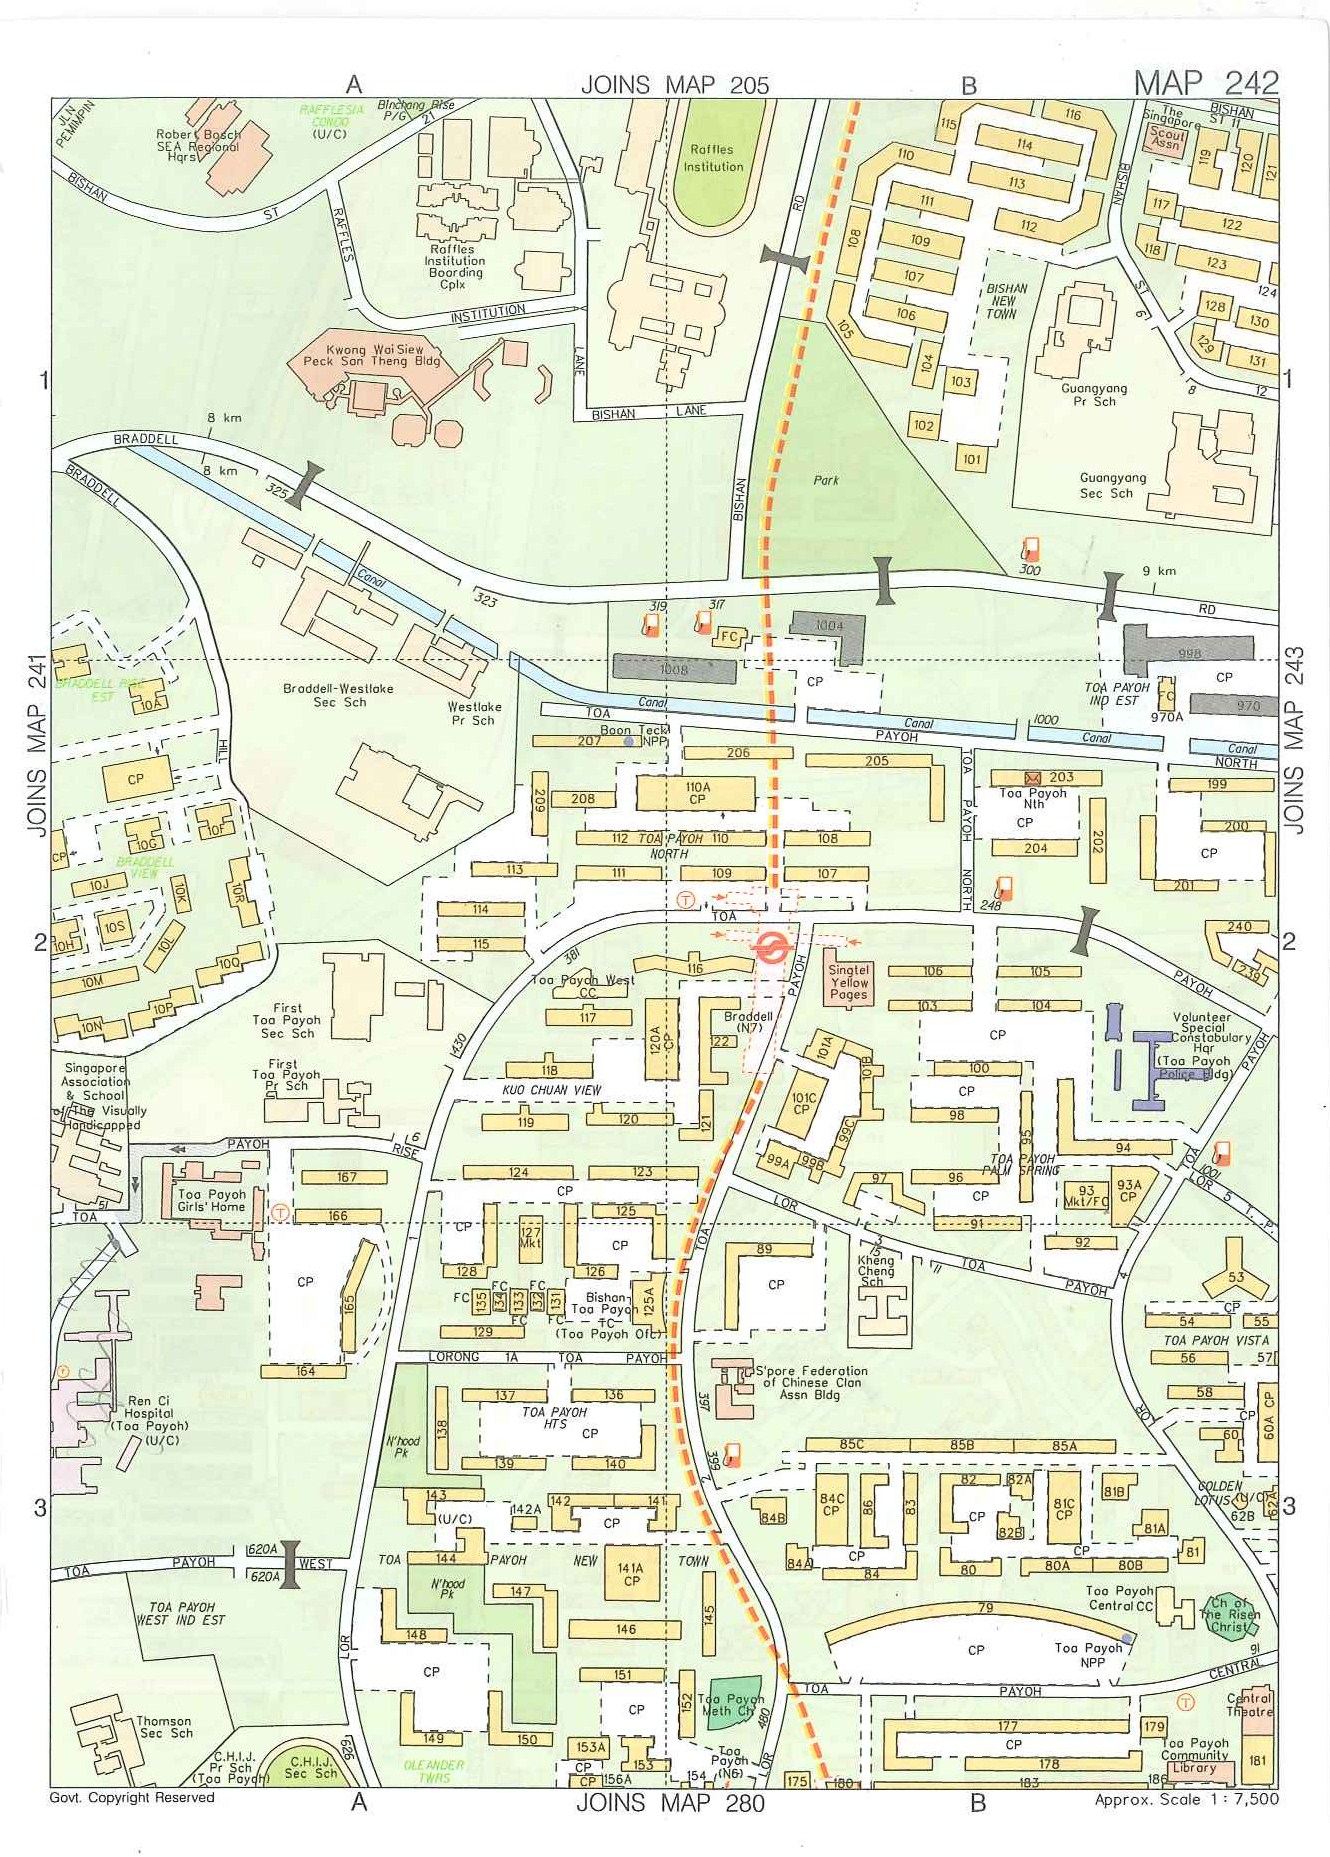 A
JOINS MAP 205
B
MAP 242
JLN
PEMIMPIN
Robert Bosch
SEA Regional
Hqrs
RAFFLESIA
CONDO
(U/C)
Binchang Rise
P/G
21
Raffles
Institution
RD
115
116
114
113
110
111
112
The
Singapore
Scout
Assn
BISHAN
ST 11
119
120
121
BISHAN
ST
RAFFLES
Raffles
Institution
Boarding
Cplx
108
109
107
106
105
104
103
102
101
BISHAN
NEW
TOWN
BISHAN
ST
117
118
122
123
124
128
130
129
131
6
8
12
INSTITUTION
LANE
Kwong Wai Siew
Peck San Theng Bldg
BISHAN LANE
Guangyang
Pr Sch
1
1
8 km
BRADDELL
8 km
325
BRADDELL
BISHAN
Park
Guangyang
Sec Sch
Canal
323
319
317
300
9 km
RD
FC
1004
1008
998
CP
CP
TOA PAYOH
IND EST
FC
970A
970
JOINS MAP 241
JOINS MAP 243
BRADDELL RISE
EST
10A
Braddell-Westlake
Sec Sch
Westlake
Pr Sch
Canal
Canal
1000
Canal
Canal
TOA
PAYOH
NORTH
HILL
Boon Teck
NPP
207
206
205
203
Toa Payoh
Nth
CP
199
CP
209
208
110A
CP
TOA PAYOH NORTH
202
204
200
CP
201
10G
10F
CP
BRADDELL
VIEW
112
TOA PAYOH
NORTH
110
108
10J
10K
10R
113
111
109
107
248
10S
10H
10L
114
115
TOA
2
2
381
240
239
10M
10Q
10P
10N
Toa Payoh West
CC
116
PAYOH
Singtel
Yellow
Pages
106
105
103
104
CP
PAYOH
First
Toa Payoh
Sec Sch
117
120A
CP
Braddell
(N7)
122
Volunteer
Special
Constabulary
Hqr
(Toa Payoh
Police Bldg)
PAYOH
430
First
Toa Payoh
Pr Sch
118
101A
101B
100
CP
98
KUO CHUAN VIEW
101C
CP
Singapore
Association
& School
of The Visually
Handicapped
119
120
121
99C
95
94
TOA
1001
PAYOH
6
RISE
99A
99B
TOA PAYOH
PALM SPRING
LOR 5 T. P.
51
TOA
Toa Payoh
Girls' Home
167
166
124
123
CP
97
96
CP
93
Mkt/FC
93A
CP
CP
125
LOR
91
92
127
Mkt
CP
TOA
89
CP
3
15
Kheng
Cheng
Sch
11
TOA
PAYOH
4
CP
165
1
128
126
53
FC
135
FC
134
133
FC
FC
132
131
FC
Bishan-
Toa Payoh
TC
(Toa Payoh Ofc)
125A
129
CP
54
55
TOA PAYOH VISTA
164
LORONG 1A TOA PAYOH
56
57
Ren Ci
Hospital
(Toa Payoh)
(U/C)
S'pore Federation
of Chinese Clan
Assn Bldg
397
58
N'hood
Pk
138
137
136
TOA PAYOH
HTS
CP
LOR
CP
60
60A CP
139
140
399
2
85C
85B
85A
GOLDEN
LOTUS (U/C)
62B
62A
3
3
143
(U/C)
142A
142
141
CP
84B
84C
CP
86
83
82
82A
82B
81C
CP
81B
81A
81
620A
620A
TOA PAYOH WEST
TOA PAYOH NEW TOWN
144
141A
CP
84A
84
CP
80
80A
80B
CP
TOA PAYOH
WEST IND EST
N'hood
Pk
147
145
79
Toa Payoh
Central CC
Ch of
The Risen
Christ
148
146
CP
Toa Payoh
NPP
91
LOR
CP
151
TOA
PAYOH
CENTRAL
152
CP
Toa Payoh
Meth Ch
480
Central
Theatre
Thomson
Sec Sch
149
150
177
179
CP
C.H.I.J.
Pr Sch
(Toa Payoh)
C.H.I.J.
Sec Sch
626
OLEANDER
TWRS
153A
CP
153
Toa
Payoh
(N6)
LOR
178
Toa Payoh
Community
Library
181
CP
156A
154
175
180
183
186
Govt. Copyright Reserved
A
JOINS MAP 280
B
Approx. Scale 1 : 7,500